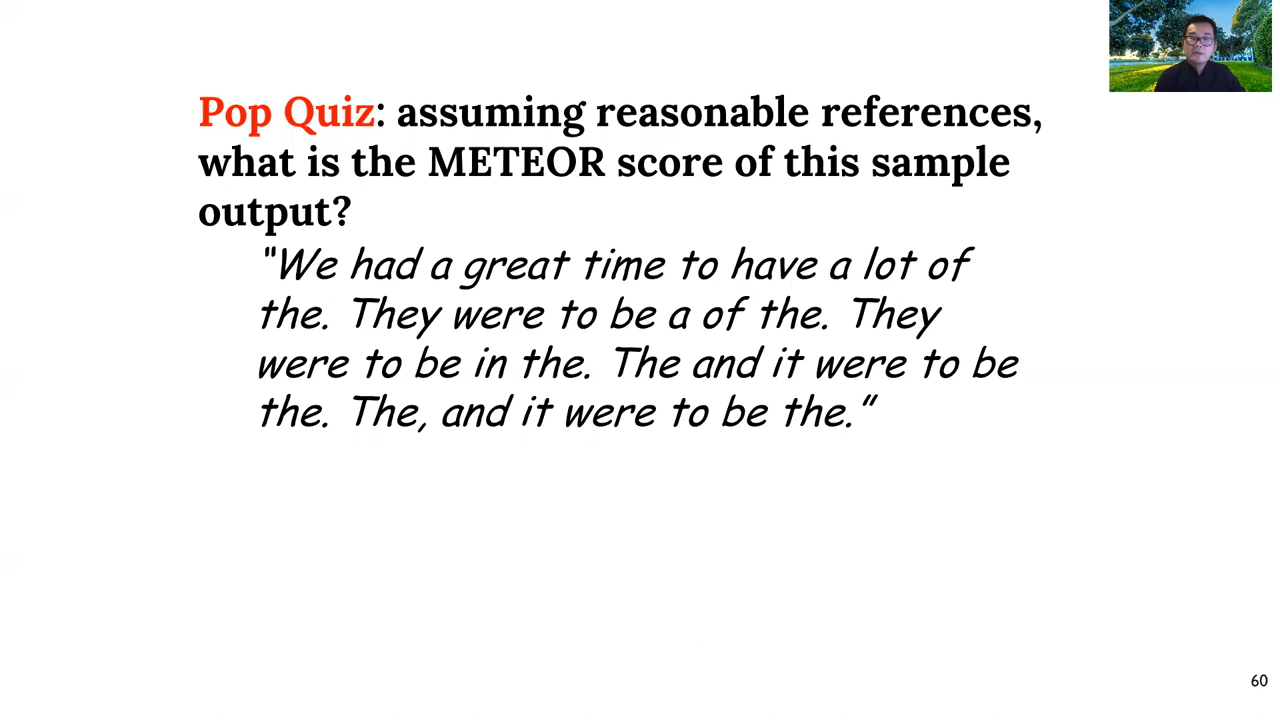 Pop Quiz: assuming reasonable references,
what is the METEOR score of this sample
output?
"We had a great time to have a lot of
the. They were to be a of the. They
were to be in the. The and it were to be
the. The, and it were to be the.”
60